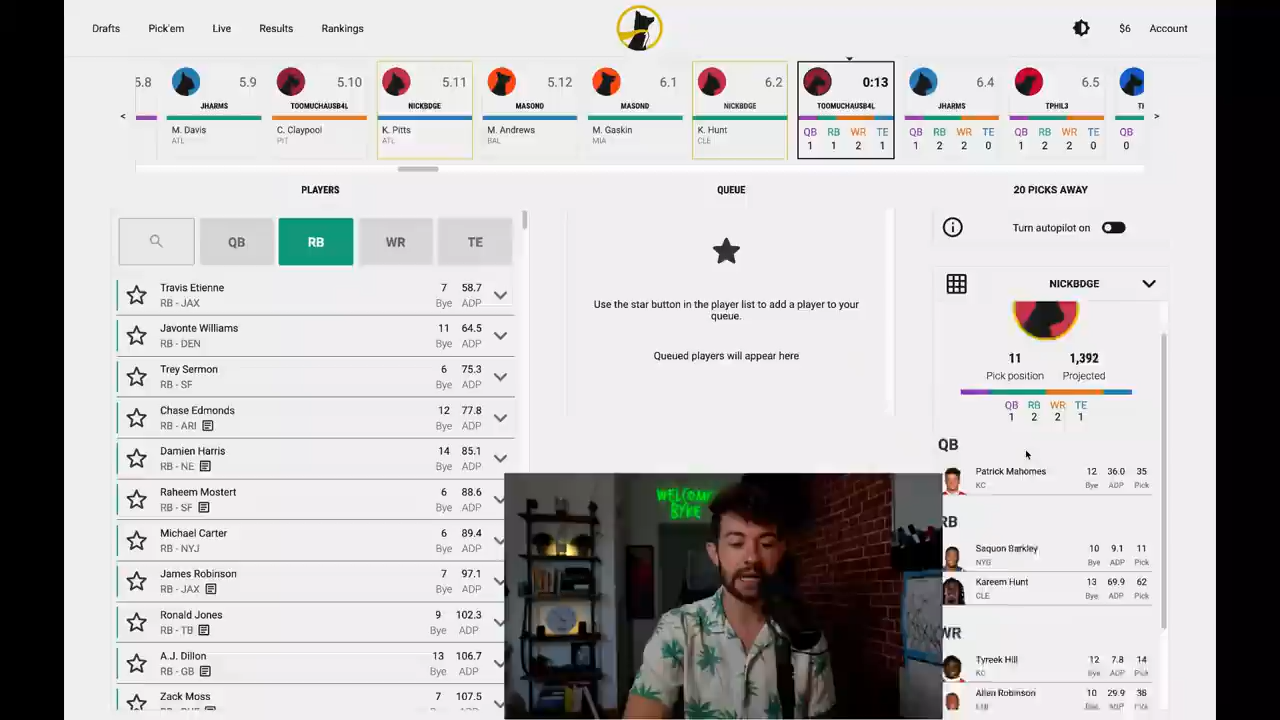 Drafts Pick'em Live Results Rankings $6 Account
5.8 5.9 5.10 5.11 5.12 6.1 6.2 0:13 6.4 6.5
JHARMS TOOMUCHAUSB4L NICKBDGE MASOND MASOND NICKBDGE TOOMUCHAUSB4L JHARMS TPHIL3
< M. Davis C. Claypool K. Pitts M. Andrews M. Gaskin K. Hunt QB RB WR TE QB RB WR TE QB RB WR TE QB >
ATL PIT ATL BAL MIA CLE 1 1 2 1 1 2 2 0 1 2 2 0 0
PLAYERS QUEUE 20 PICKS AWAY
QB RB WR TE
Turn autopilot on
NICKBDGE
Travis Etienne 7 58.7
RB - JAX Bye ADP
Javonte Williams 11 64.5
RB - DEN Bye ADP
Trey Sermon 6 75.3
RB - SF Bye ADP
Chase Edmonds 12 77.8
RB - ARI Bye ADP
Damien Harris 14 85.1
RB - NE Bye ADP
Raheem Mostert 6 88.6
RB - SF Bye ADP
Michael Carter 6 89.4
RB - NYJ Bye ADP
James Robinson 7 97.1
RB - JAX Bye ADP
Ronald Jones 9 102.3
RB - TB Bye ADP
A.J. Dillon 13 106.7
RB - GB Bye ADP
Zack Moss 7 107.5
Use the star button in the player list to add a player to your
queue.
Queued players will appear here
WELCOME
BYKE
11 1,392
Pick position Projected
QB RB WR TE
1 2 2 1
QB
Patrick Mahomes 12 36.0 35
KC Bye ADP Pick
RB
Saquon Barkley 10 9.1 11
NYG Bye ADP Pick
Kareem Hunt 13 69.9 62
CLE Bye ADP Pick
WR
Tyreek Hill 12 7.8 14
KC Bye ADP Pick
Allen Robinson 10 29.9 38